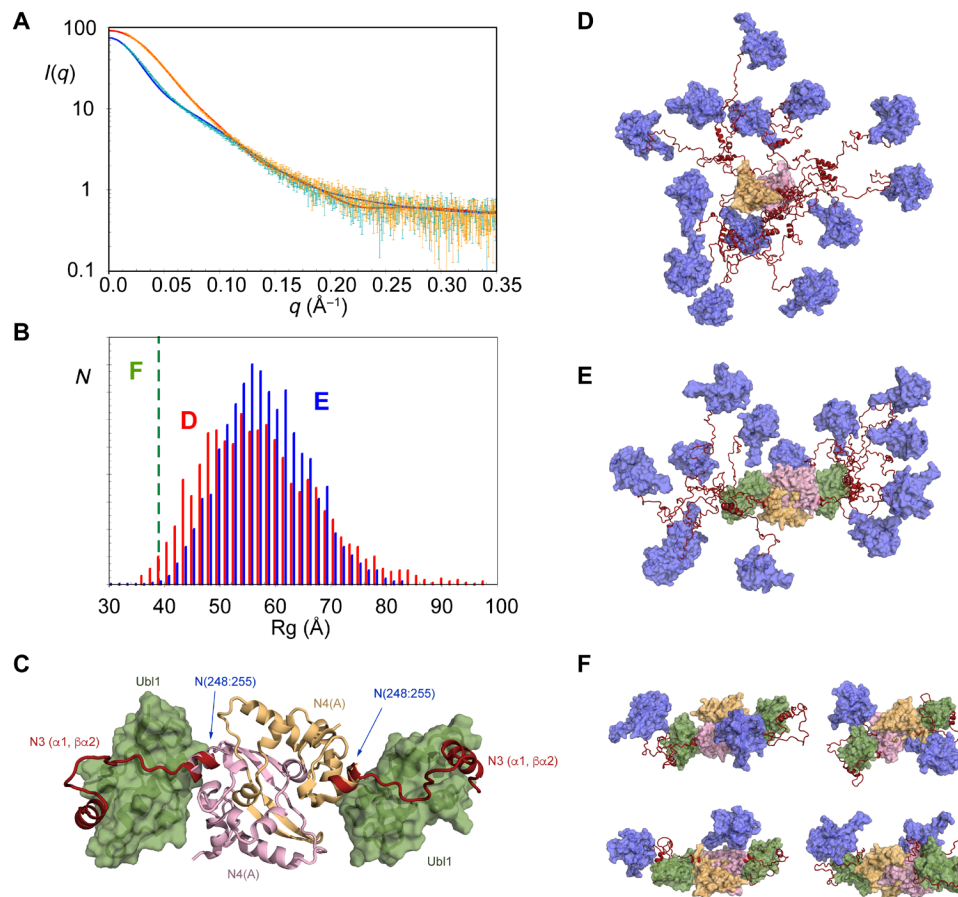 A
100
I(q)
10
1
0.1
0.0
0.05
0.10
0.15
0.20
0.25
0.30
0.35
q (Å⁻¹)
B
N
F
D
E
30
40
50
60
70
80
90
100
Rg (Å)
C
Ubl1
N(248:255)
N4(A)
N(248:255)
N3 (α1, βα2)
N3 (α1, βα2)
N4(A)
Ubl1
D
E
F